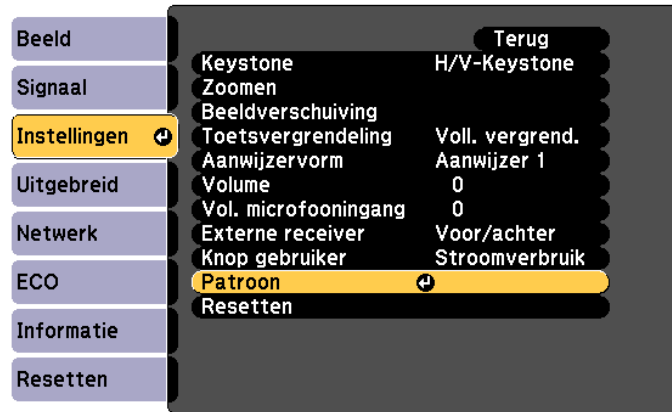 Beeld
Signaal
Instellingen
Uitgebreid
Netwerk
ECO
Informatie
Resetten
Terug
Keystone H/V-Keystone
Zoomen
Beeldverschuiving
Toetsvergrendeling Voll. vergrend.
Aanwijzervorm Aanwijzer 1
Volume 0
Vol. microfooningang 0
Externe receiver Voor/achter
Knop gebruiker Stroomverbruik
Patroon
Resetten